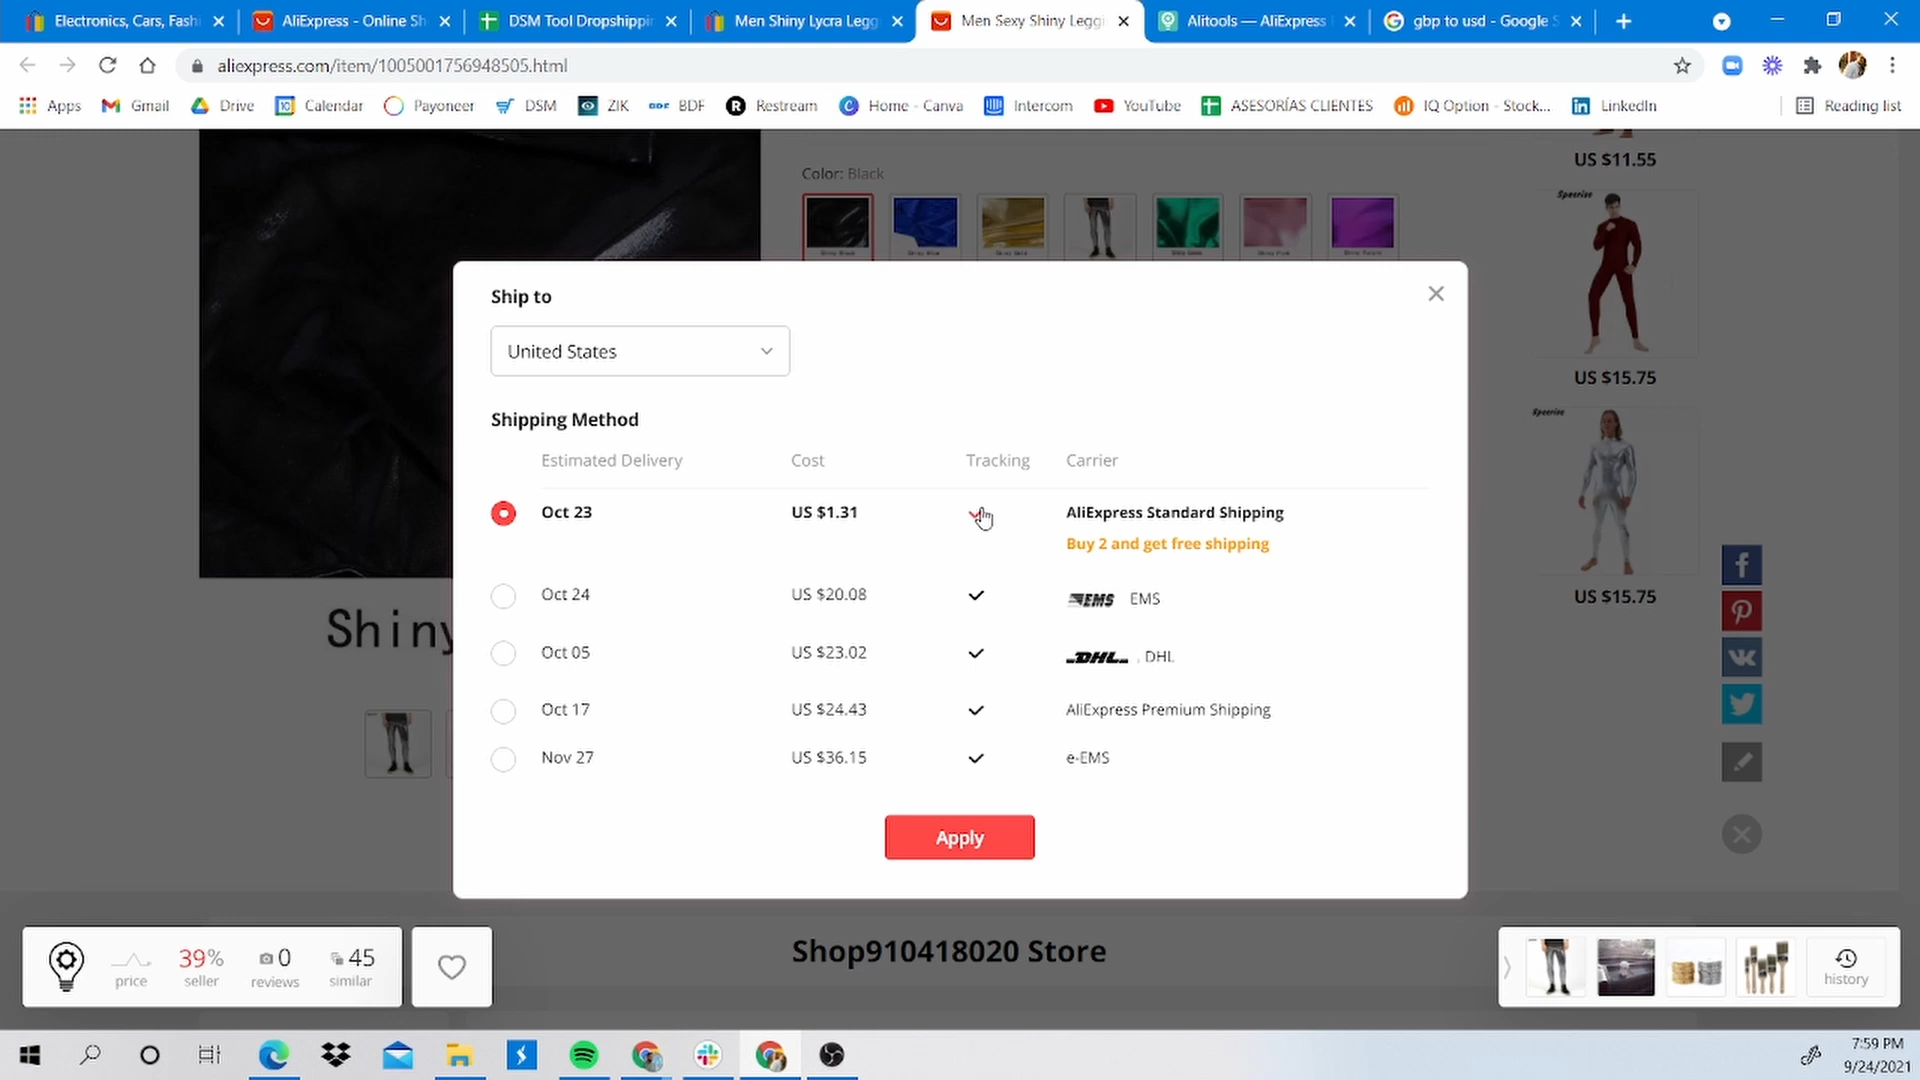 Electronics, Cars, Fashi
AliExpress - Online Sh
DSM Tool Dropshippin
Men Shiny Lycra Legg
Men Sexy Shiny Leggi
Alitools — AliExpress
gbp to usd - Google S
aliexpress.com/item/1005001756948505.html
Apps
Gmail
Drive
Calendar
Payoneer
DSM
ZIK
BDF
Restream
Home - Canva
Intercom
YouTube
ASESORÍAS CLIENTES
IQ Option - Stock...
LinkedIn
Reading list
Color: Black
US $11.55
Speerise
US $15.75
Speerise
US $15.75
Shiny
Ship to
United States
Shipping Method
Estimated Delivery Cost Tracking Carrier
Oct 23 US $1.31 AliExpress Standard Shipping
Buy 2 and get free shipping
Oct 24 US $20.08 EMS EMS
Oct 05 US $23.02 DHL DHL
Oct 17 US $24.43 AliExpress Premium Shipping
Nov 27 US $36.15 e-EMS
Apply
Shop910418020 Store
39% 0 45
price seller reviews similar
history
7:59 PM
9/24/2021